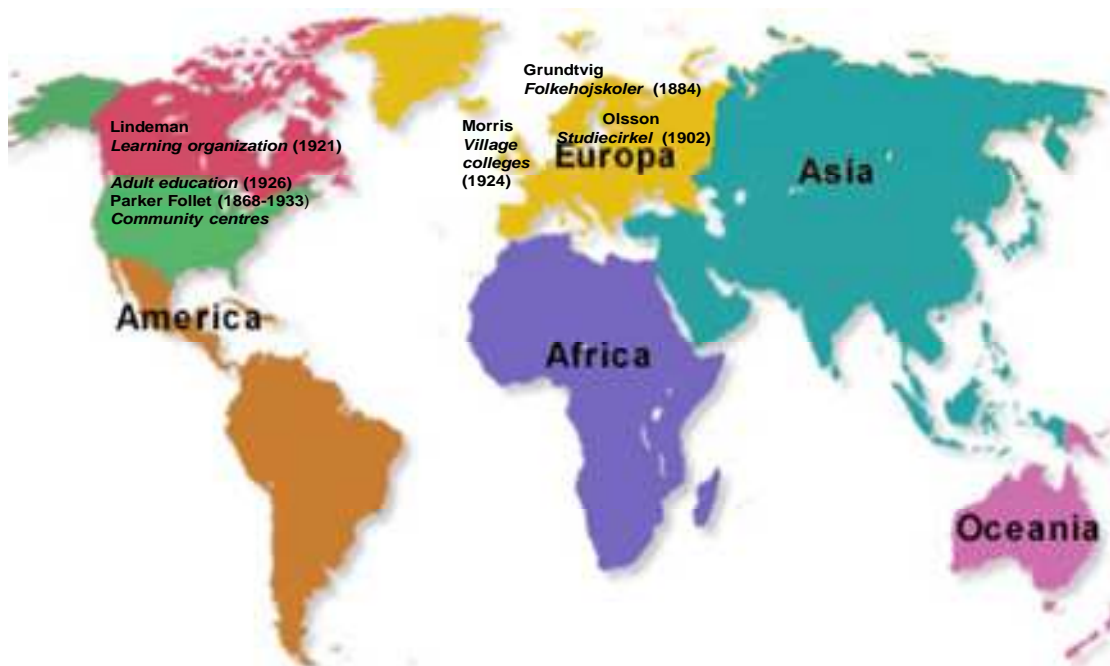 Grundtvig
Folkehojskoler (1884)
Olsson
Studiecirkel (1902)
Morris
Village
colleges
(1924)
Lindeman
Learning organization (1921)
Adult education (1926)
Parker Follet (1868-1933)
Community centres
Europa
Asia
America
Africa
Oceania